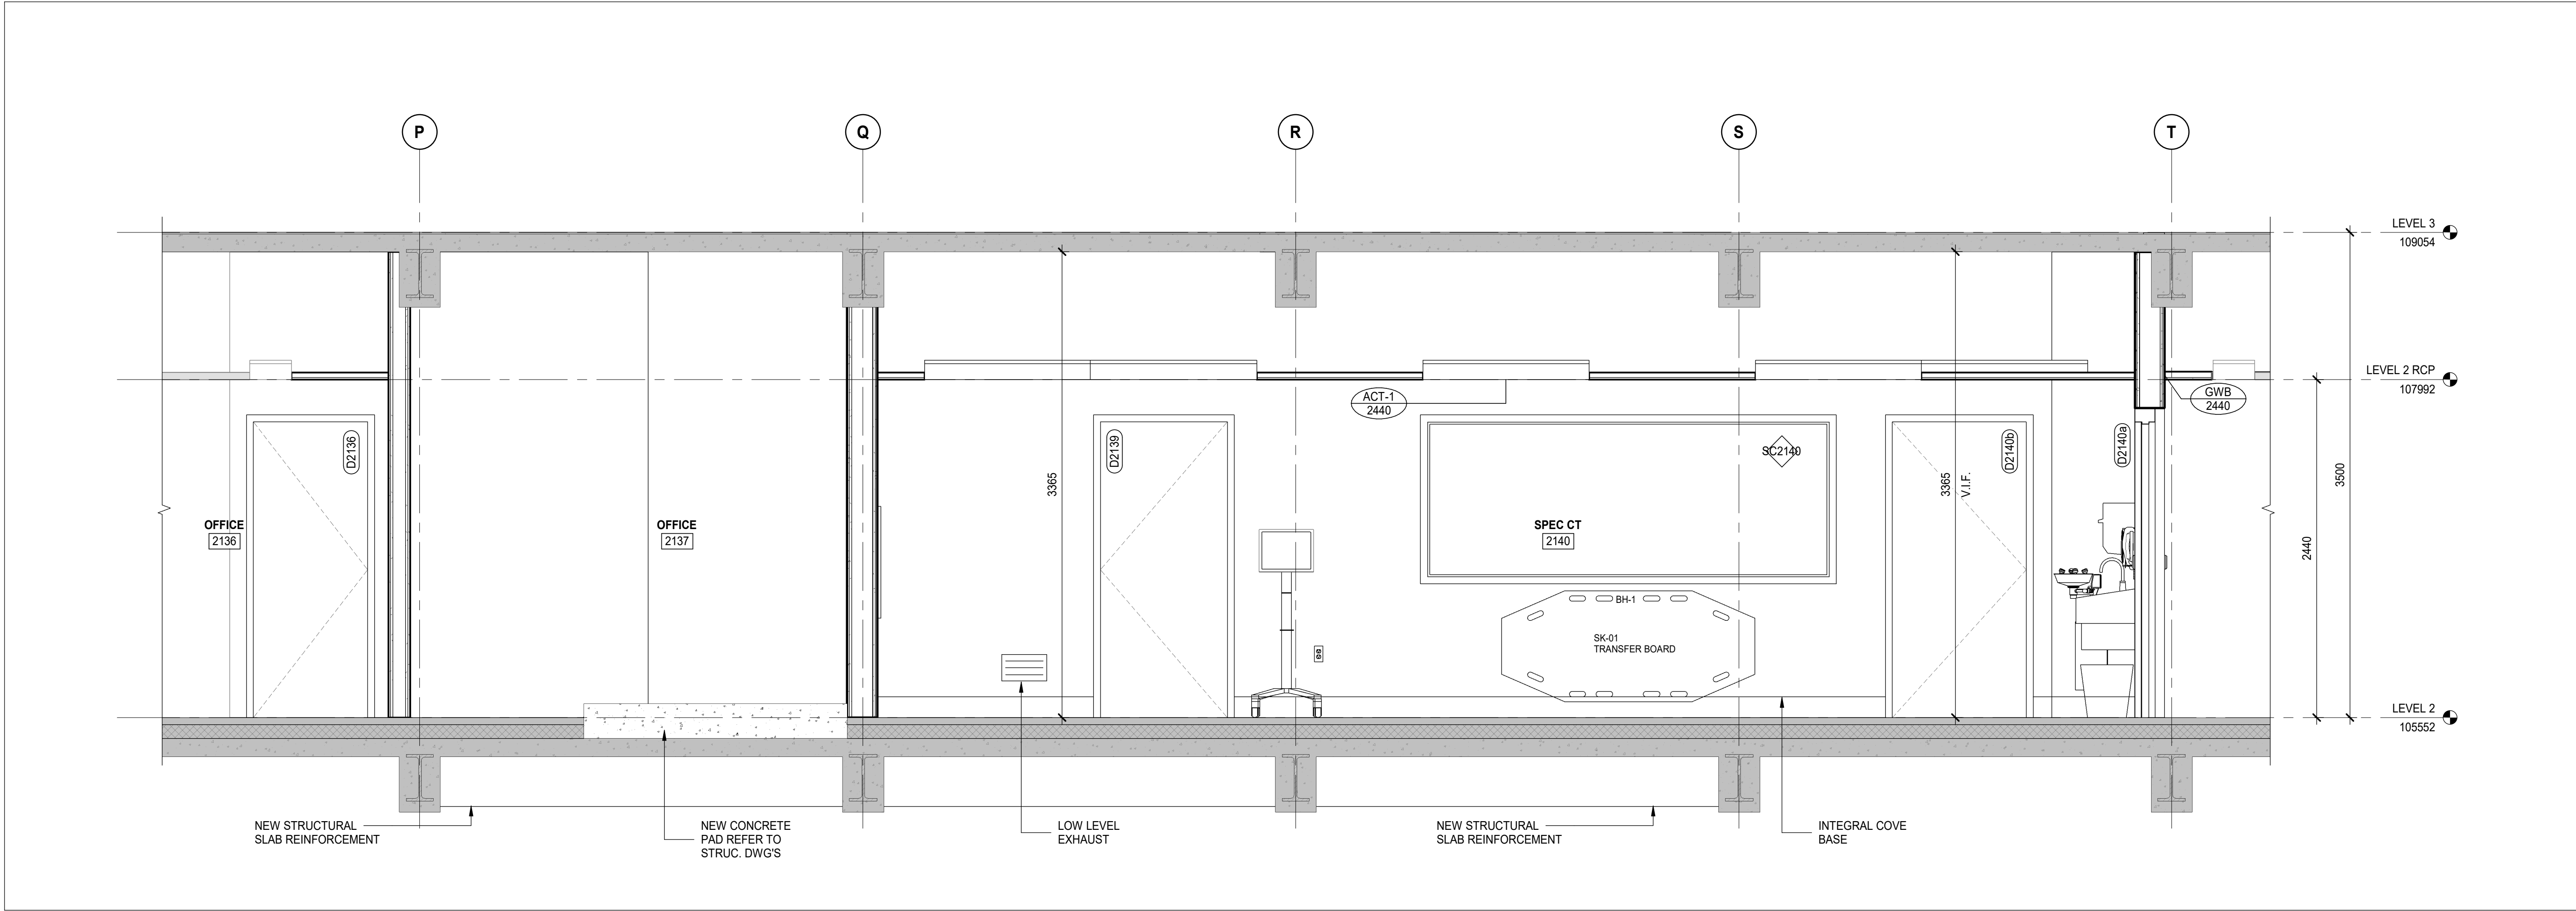 P
Q
R
S
T
LEVEL 3
109054
LEVEL 2 RCP
107992
ACT-1
2440
GWB
2440
D2136
D2139
SC2140
D2140b
D2140a
3365
3365
V.I.F.
3500
2440
OFFICE
2136
OFFICE
2137
SPEC CT
2140
BH-1
SK-01
TRANSFER BOARD
LEVEL 2
105552
NEW STRUCTURAL
SLAB REINFORCEMENT
NEW CONCRETE
PAD REFER TO
STRUC. DWG'S
LOW LEVEL
EXHAUST
NEW STRUCTURAL
SLAB REINFORCEMENT
INTEGRAL COVE
BASE